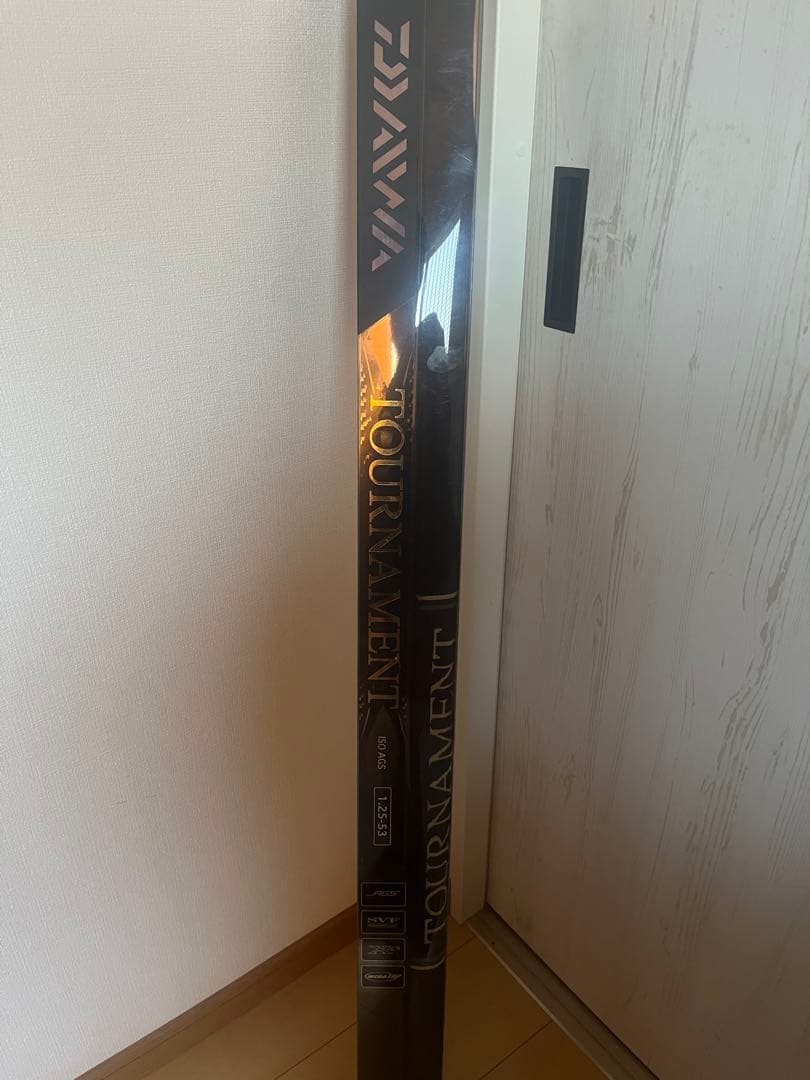 DAIWA
TOURNAMENT
ISO AGS
1.25-53
AGS
SVF
TOURNAMENT